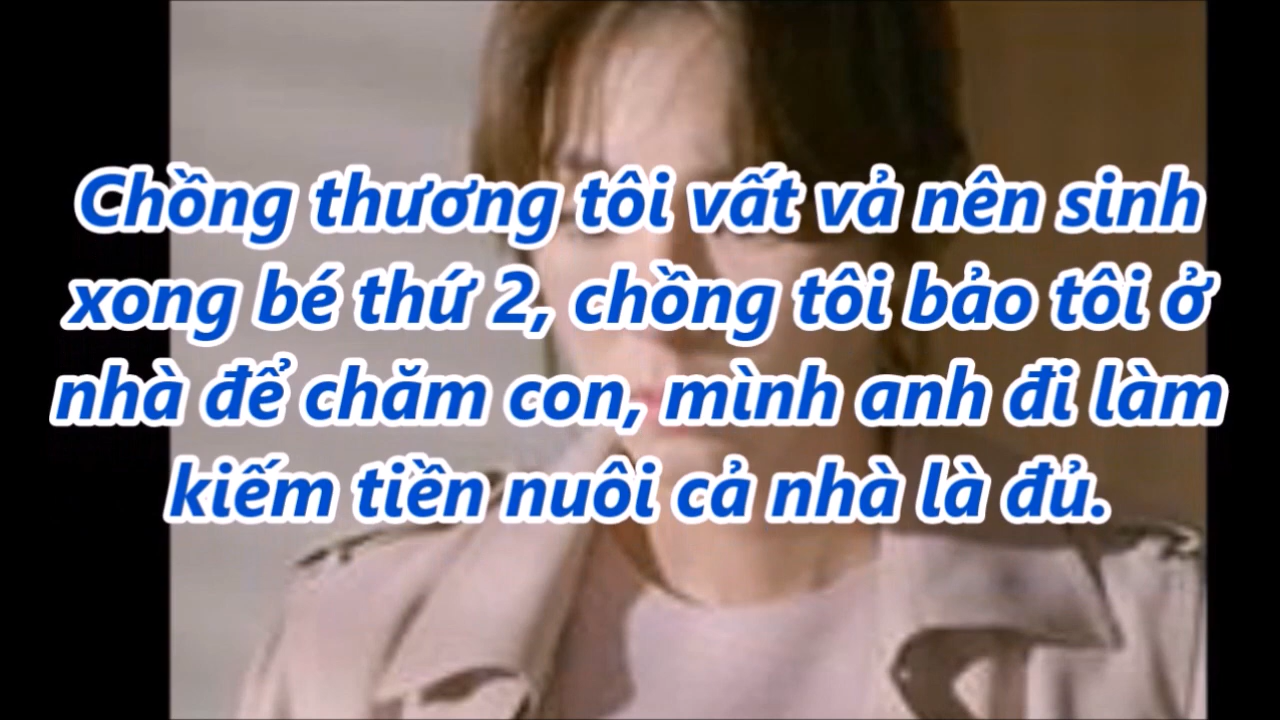 Chồng thương tôi vất vả nên sinh
xong bé thứ 2, chồng tôi bảo tôi ở
nhà để chăm con, mình anh đi làm
kiếm tiền nuôi cả nhà là đủ.